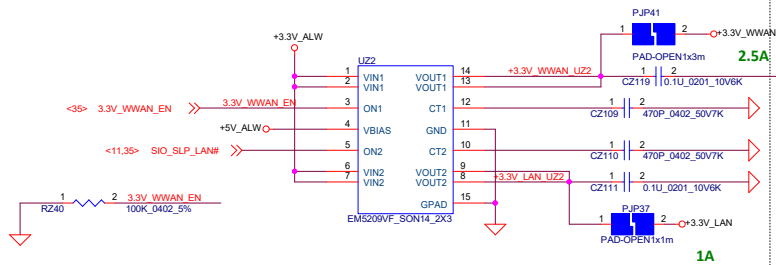 PJP41
1 2 +3.3V_WWAN
PAD-OPEN1x3m
2.5A
+3.3V_ALW
UZ2
1 VIN1 VOUT1 14 +3.3V_WWAN_UZ2
2 VIN1 VOUT1 13
CZ119 1 2 0.1U_0201_10V6K
<35> 3.3V_WWAN_EN 3.3V_WWAN_EN 3 ON1 CT1 12 CZ109 1 2 470P_0402_50V7K
+5V_ALW 4 VBIAS GND 11
<11,35> SIO_SLP_LAN# 5 ON2 CT2 10 CZ110 1 2 470P_0402_50V7K
6 VIN2 VOUT2 9
7 VIN2 VOUT2 8 +3.3V_LAN_UZ2 CZ111 1 2 0.1U_0201_10V6K
GPAD 15
EM5209VF_SON14_2X3
1 2 3.3V_WWAN_EN
RZ40 100K_0402_5%
PJP37
1 2 +3.3V_LAN
PAD-OPEN1x1m
1A